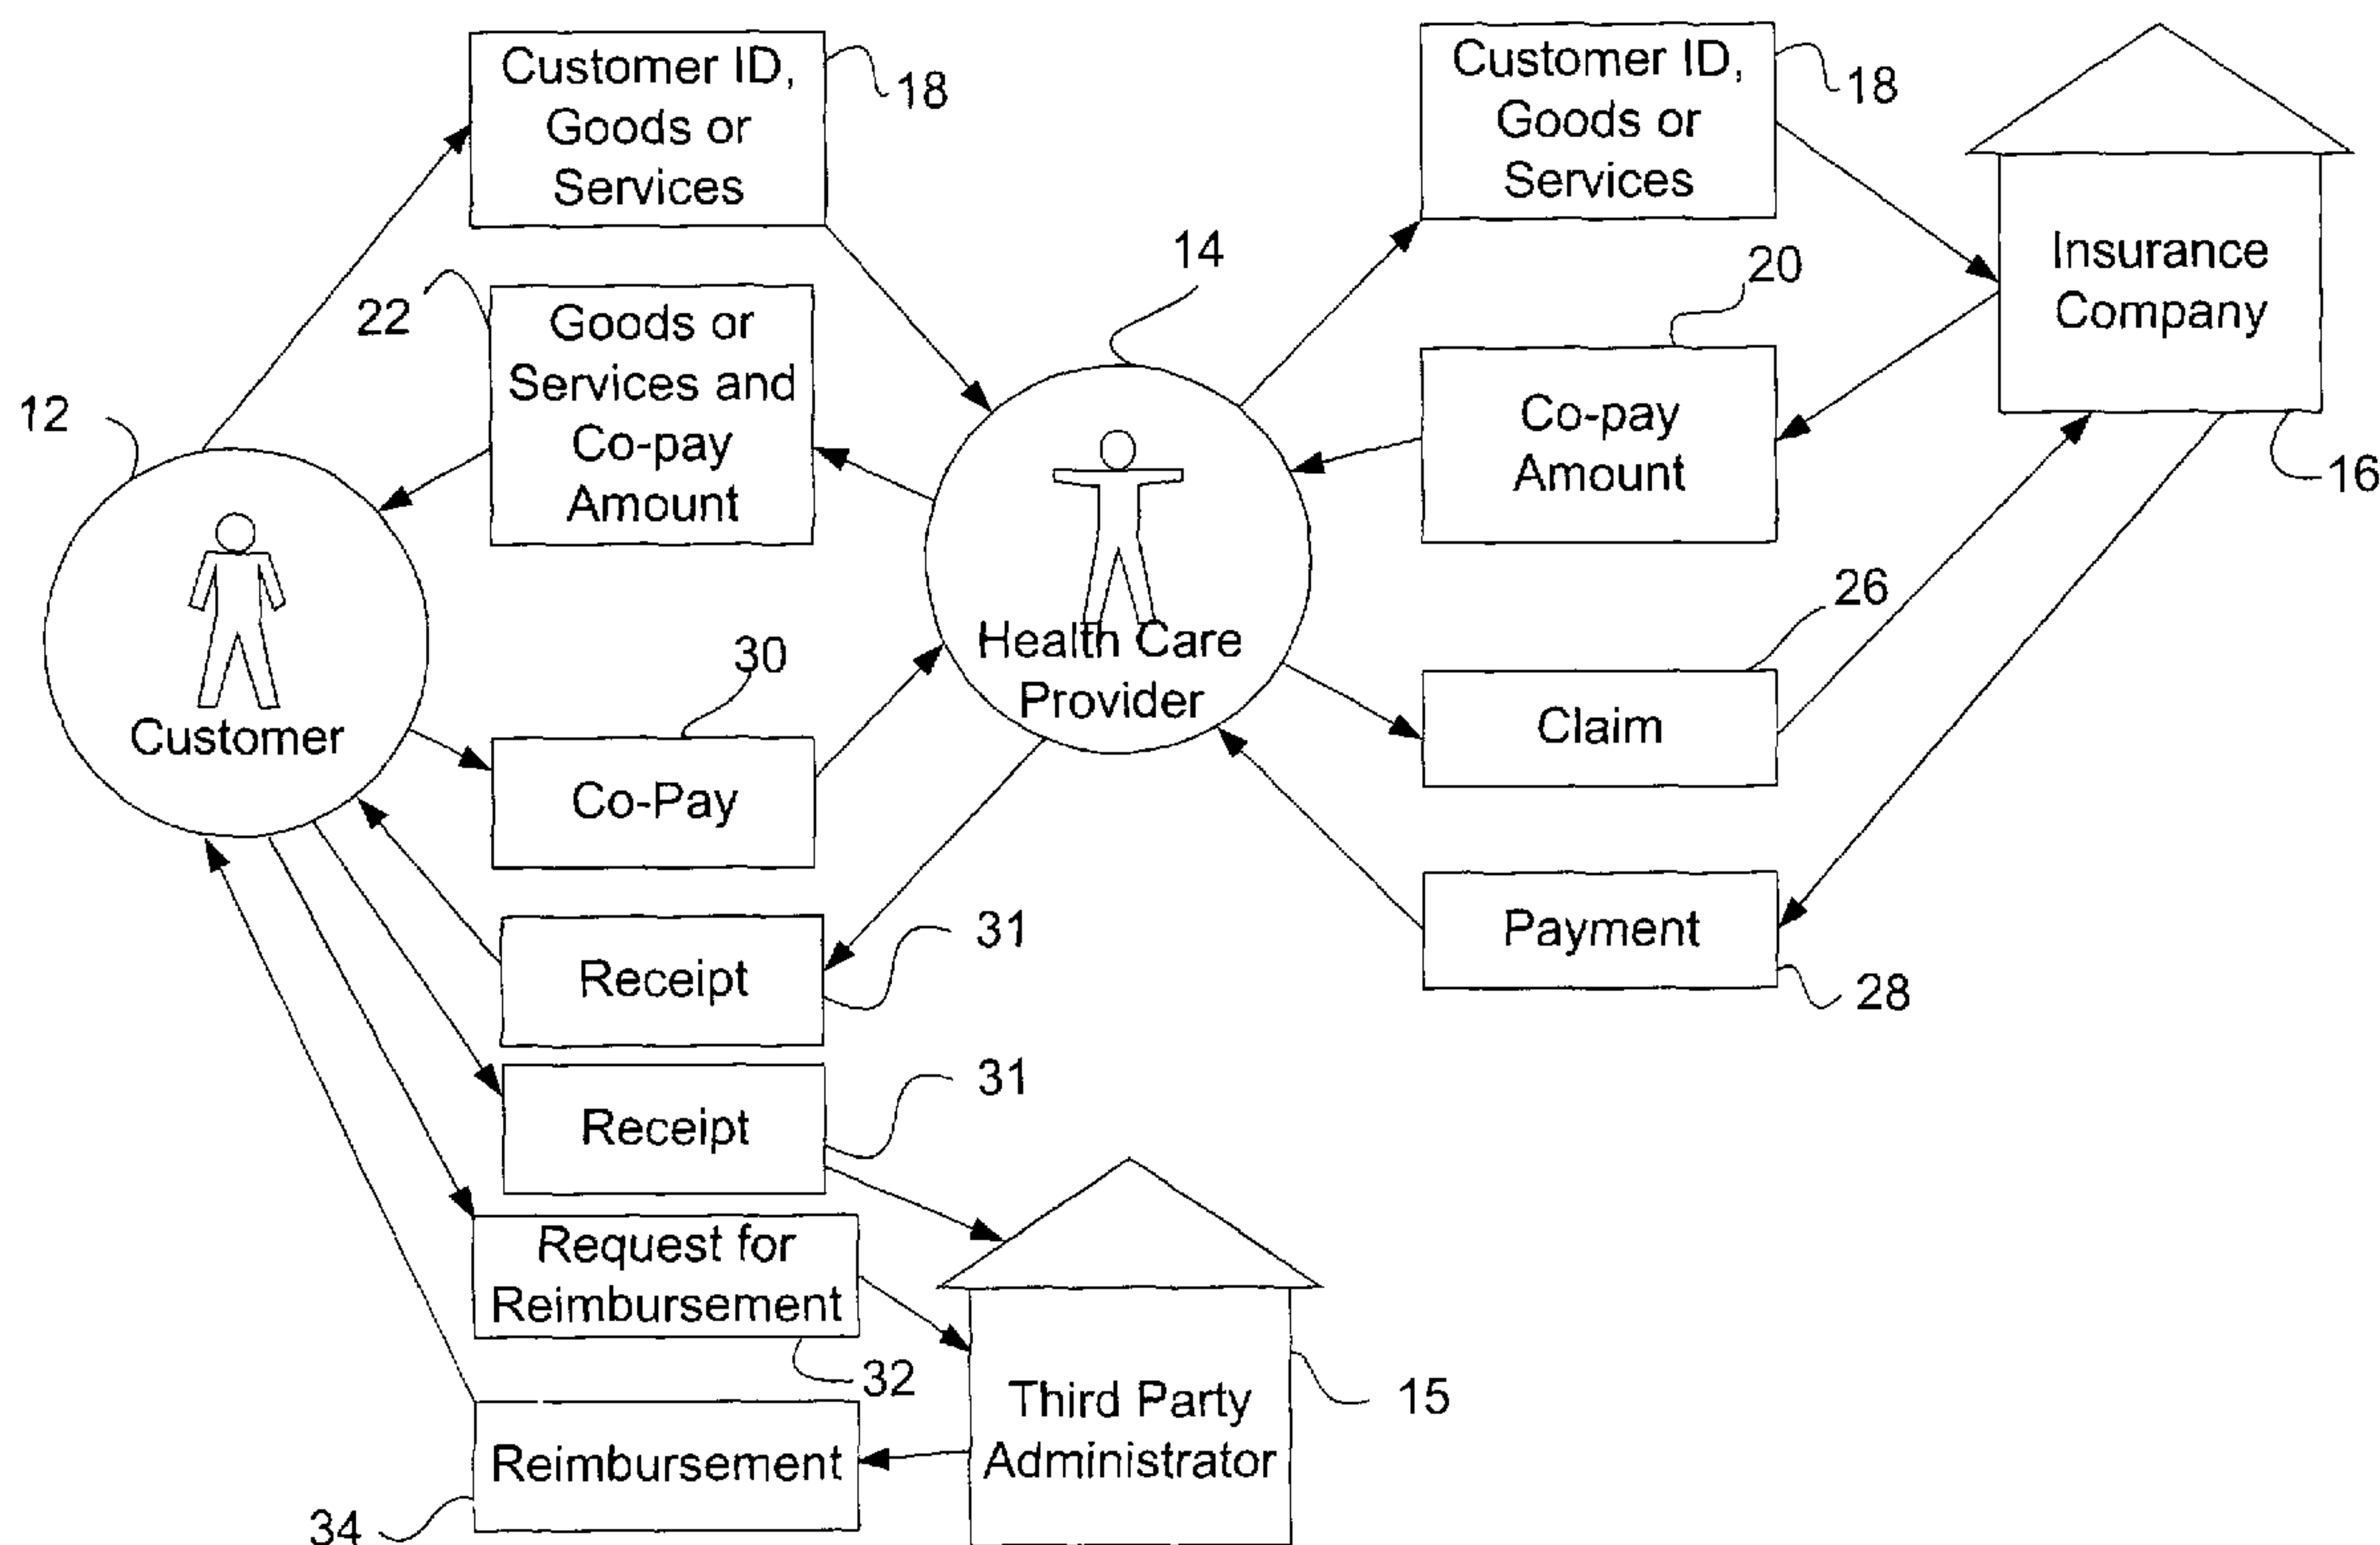 Customer ID,
Goods or
Services
18
Customer ID,
Goods or
Services
18
Insurance
Company
16
14
20
Co-pay
Amount
22
Goods or
Services and
Co-pay
Amount
12
Customer
Health Care
Provider
26
Claim
30
Co-Pay
Payment
28
Receipt
31
Receipt
31
Request for
Reimbursement
32
Third Party
Administrator
15
Reimbursement
34